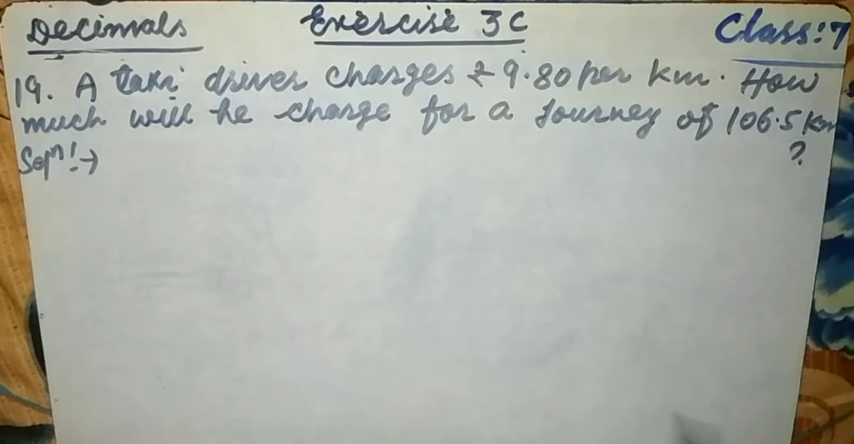 Decimals Exercise 3C Class:7
19. A taxi driver charges ₹ 9.80 per km. How
much will he charge for a journey of 106.5 km
?
Solⁿ:→